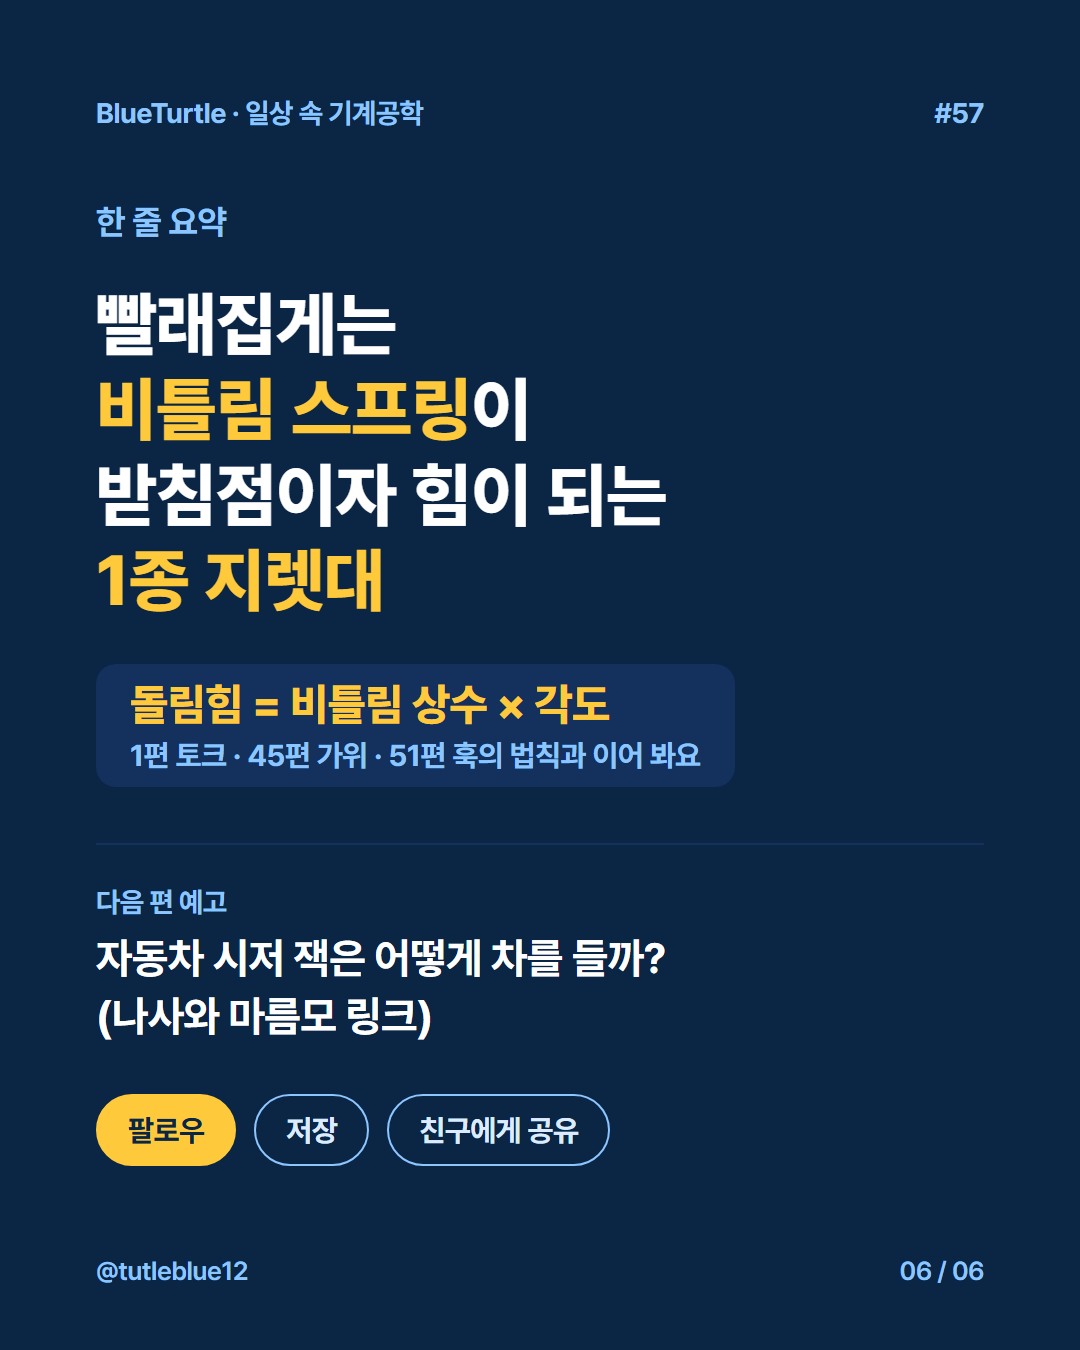 BlueTurtle · 일상 속 기계공학
#57
한 줄 요약
빨래집게는
비틀림 스프링이
받침점이자 힘이 되는
1종 지렛대
돌림힘 = 비틀림 상수 × 각도
1편 토크 · 45편 가위 · 51편 훅의 법칙과 이어 봐요
다음 편 예고
자동차 시저 잭은 어떻게 차를 들까?
(나사와 마름모 링크)
팔로우
저장
친구에게 공유
@tutleblue12
06 / 06